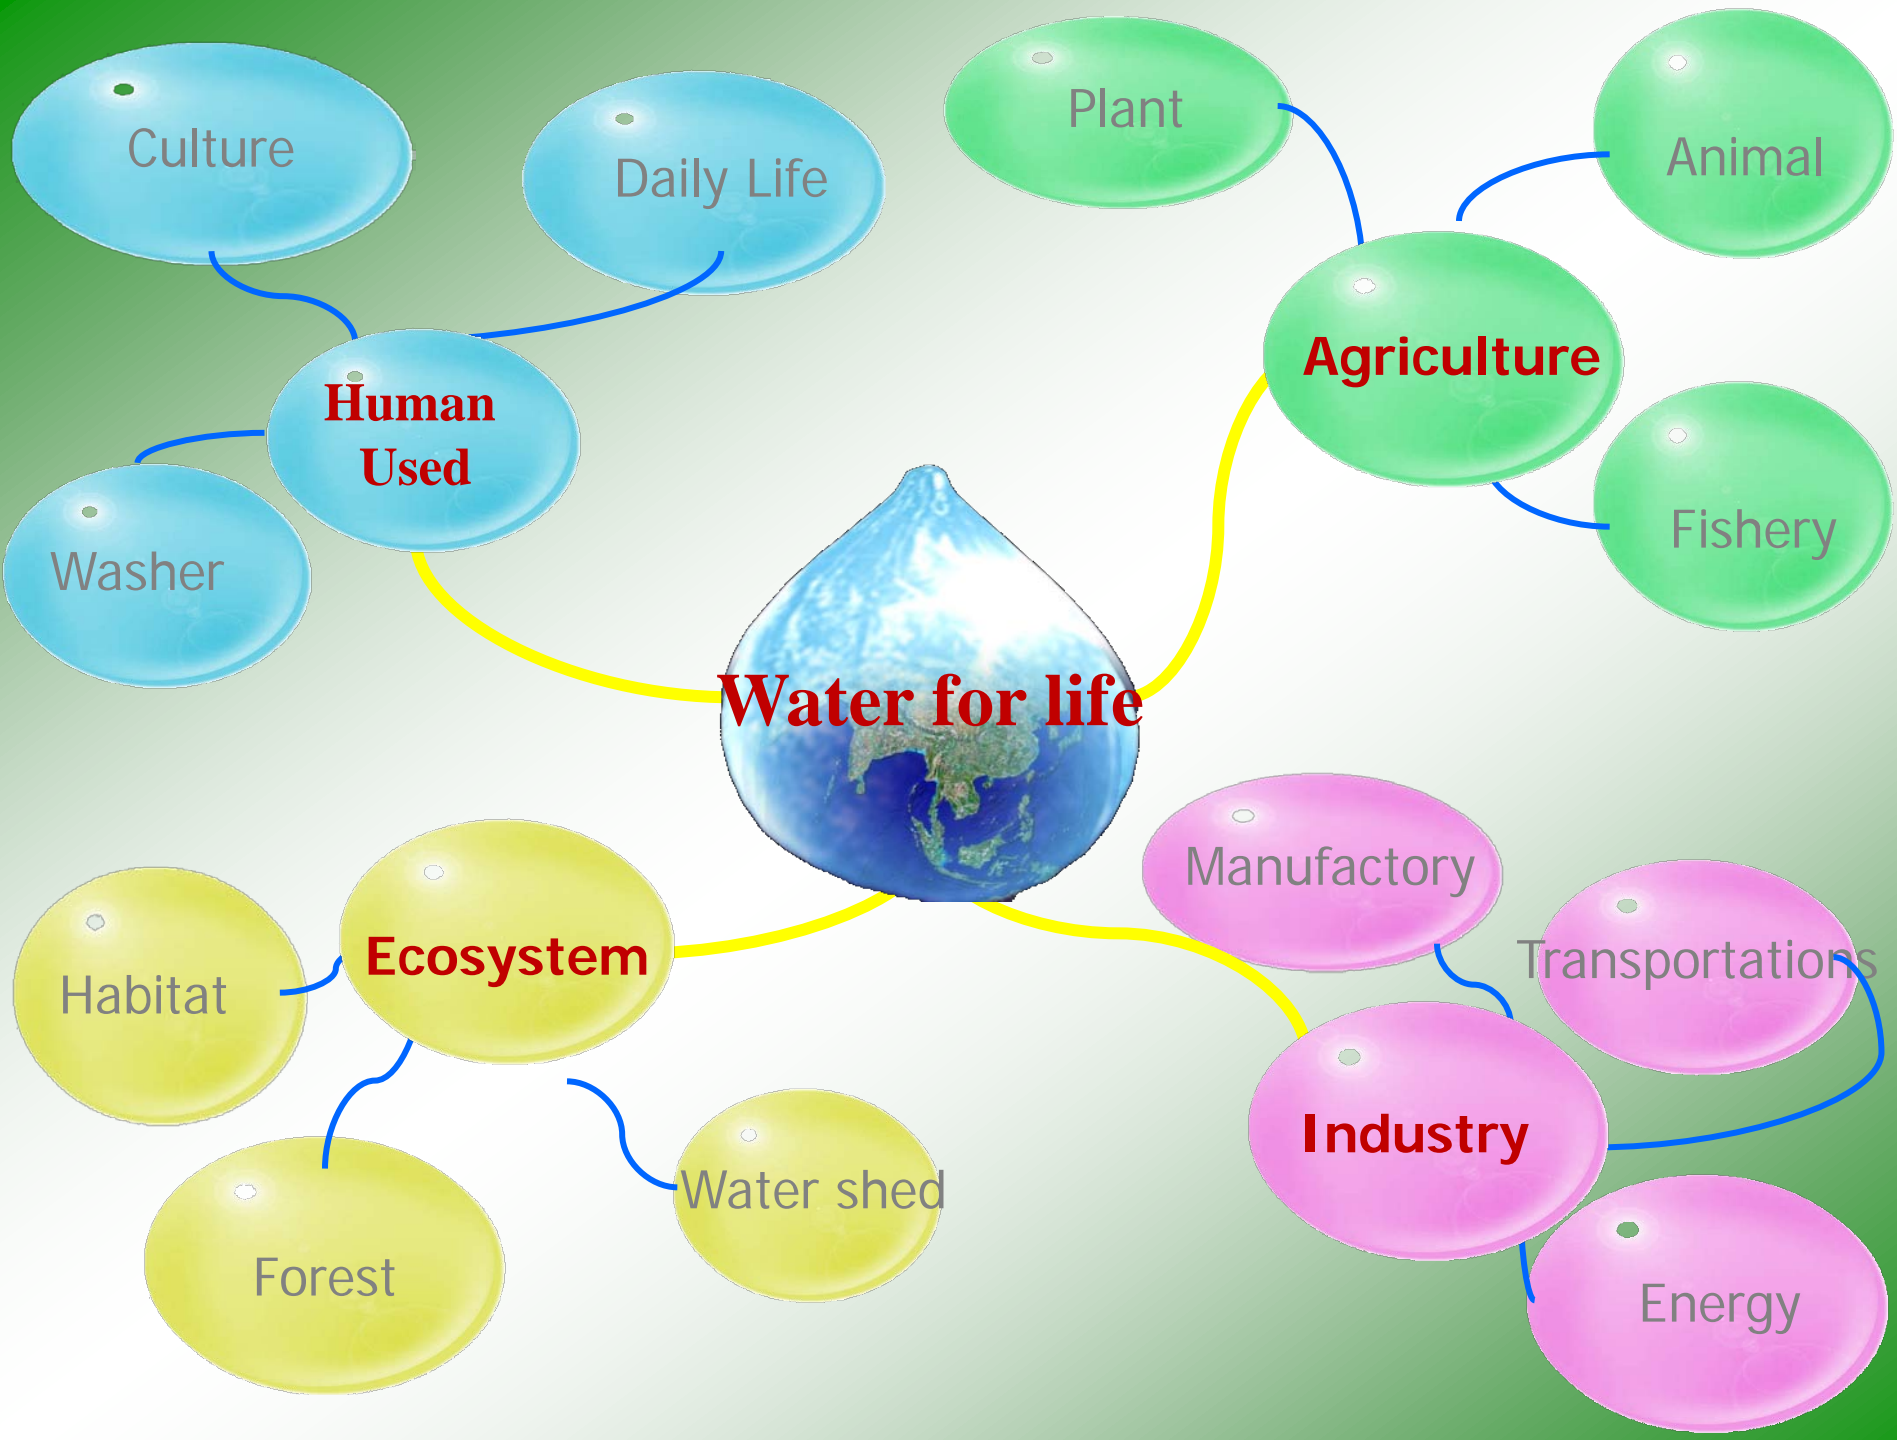 Culture
Daily Life
Human
Used
Washer
Plant
Animal
Agriculture
Fishery
Water for life
Habitat
Ecosystem
Forest
Water shed
Manufactory
Transportations
Industry
Energy